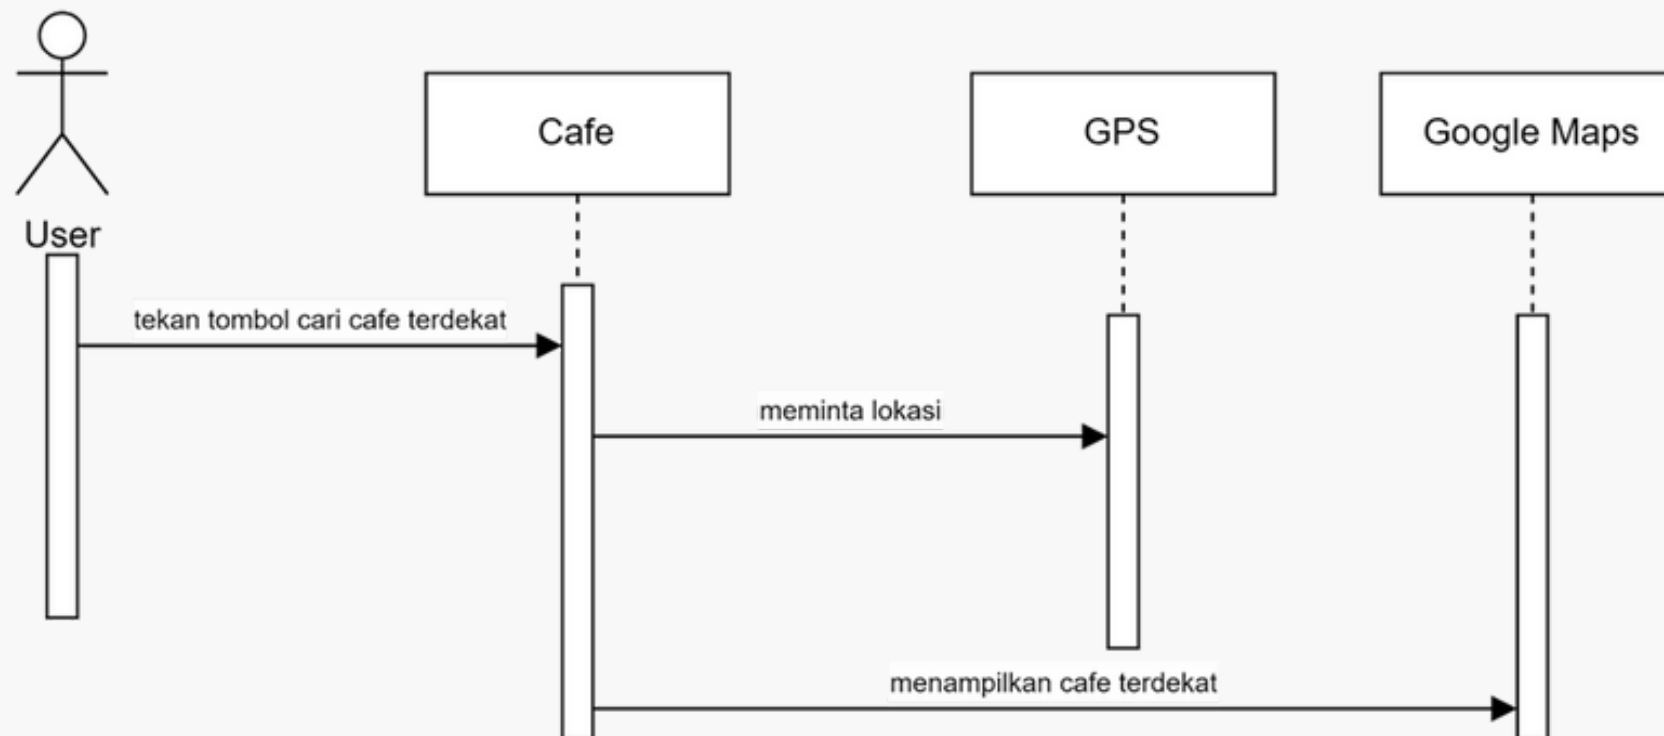 Cafe
GPS
Google Maps
User
tekan tombol cari cafe terdekat
meminta lokasi
menampilkan cafe terdekat